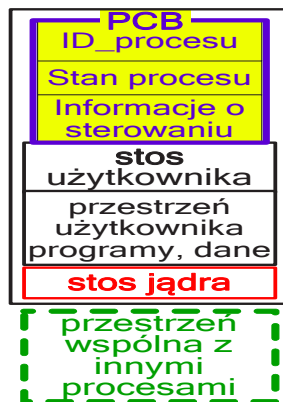 PCB
ID_procesu
Stan procesu
Informacje o
sterowaniu
stos
użytkownika
przestrzeń
użytkownika
programy, dane
stos jądra
przestrzeń
wspólna z
innymi
procesami